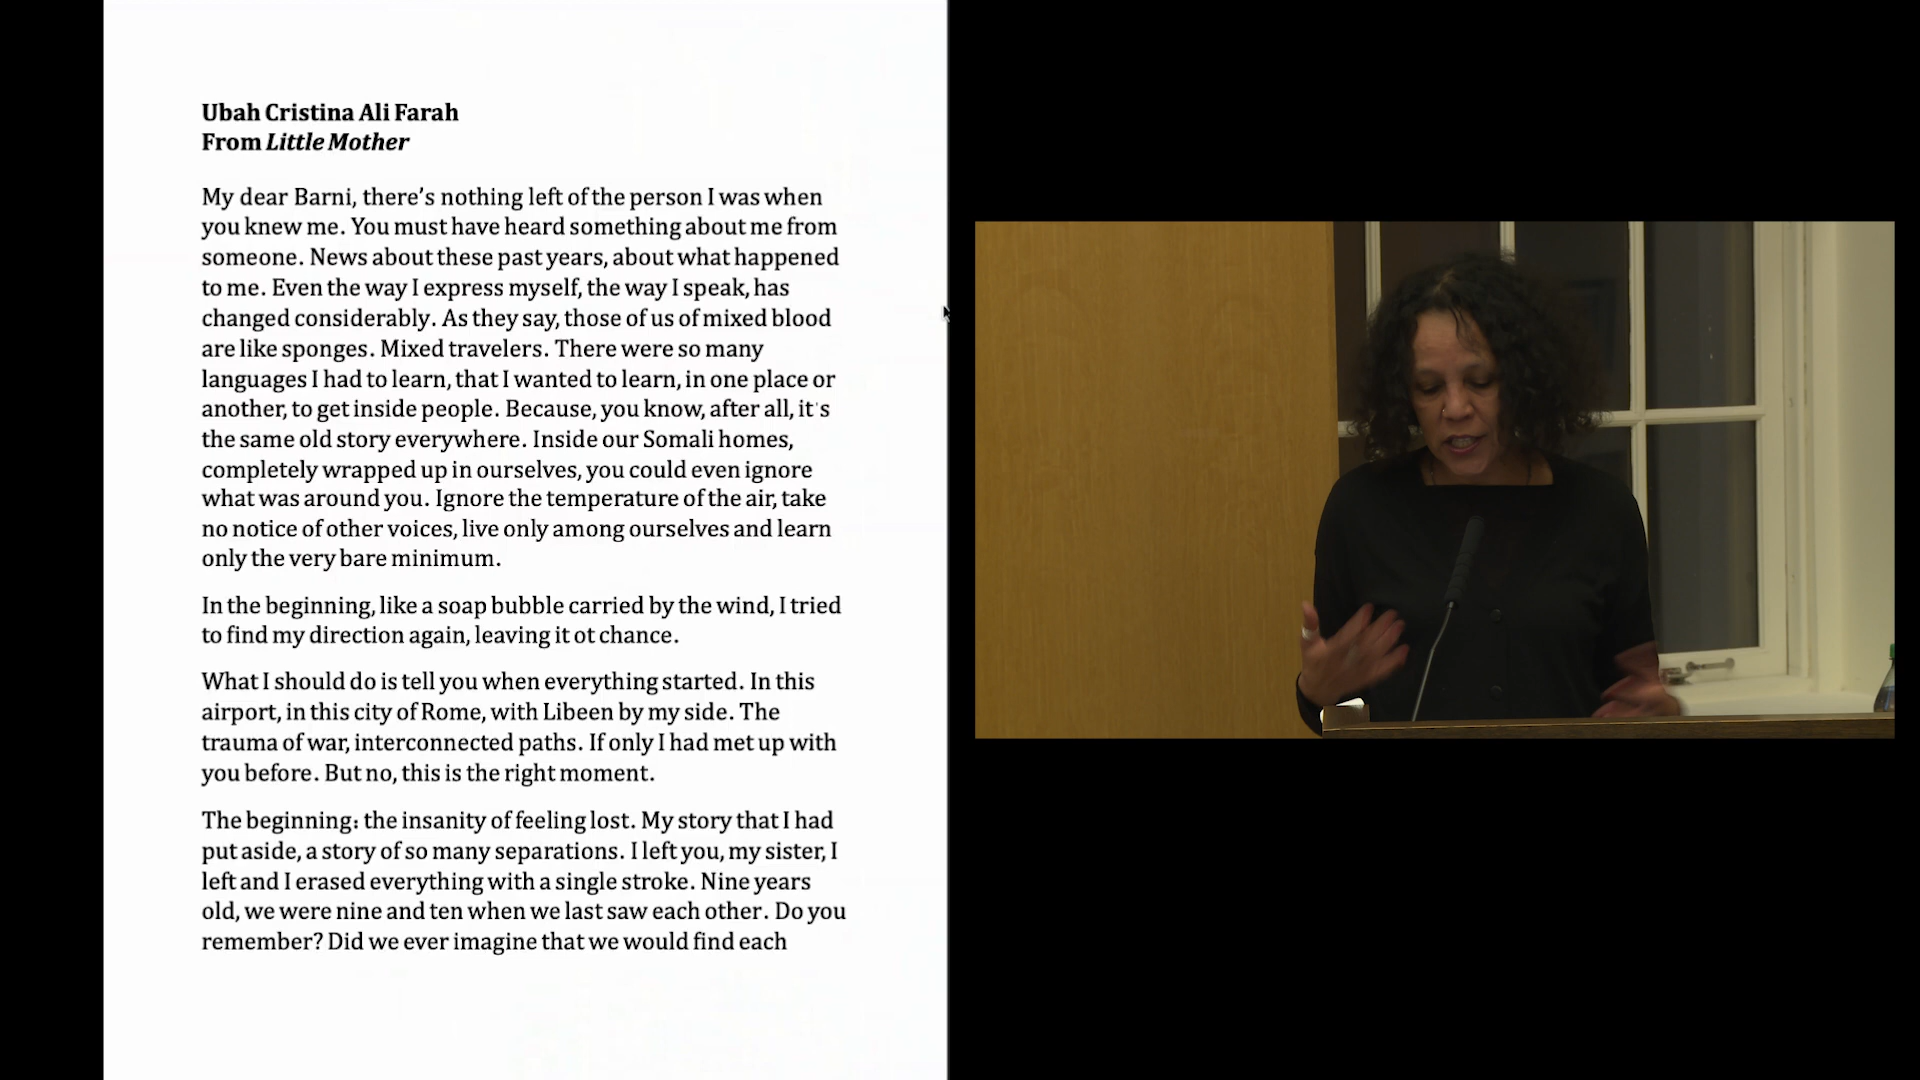 Ubah Cristina Ali Farah
From Little Mother
My dear Barni, there’s nothing left of the person I was when
you knew me. You must have heard something about me from
someone. News about these past years, about what happened
to me. Even the way I express myself, the way I speak, has
changed considerably. As they say, those of us of mixed blood
are like sponges. Mixed travelers. There were so many
languages I had to learn, that I wanted to learn, in one place or
another, to get inside people. Because, you know, after all, it's
the same old story everywhere. Inside our Somali homes,
completely wrapped up in ourselves, you could even ignore
what was around you. Ignore the temperature of the air, take
no notice of other voices, live only among ourselves and learn
only the very bare minimum.
In the beginning, like a soap bubble carried by the wind, I tried
to find my direction again, leaving it ot chance.
What I should do is tell you when everything started. In this
airport, in this city of Rome, with Libeen by my side. The
trauma of war, interconnected paths. If only I had met up with
you before. But no, this is the right moment.
The beginning: the insanity of feeling lost. My story that I had
put aside, a story of so many separations. I left you, my sister, I
left and I erased everything with a single stroke. Nine years
old, we were nine and ten when we last saw each other. Do you
remember? Did we ever imagine that we would find each